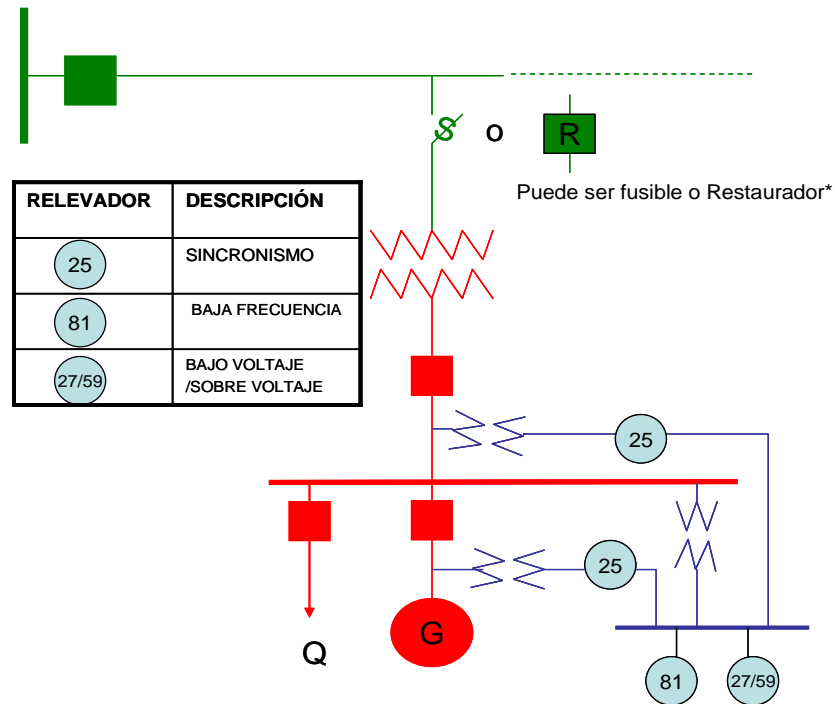 S o R
Puede ser fusible o Restaurador*
RELEVADOR DESCRIPCIÓN
25 SINCRONISMO
81 BAJA FRECUENCIA
27/59 BAJO VOLTAJE
/SOBRE VOLTAJE
25
25
G
Q
81 27/59